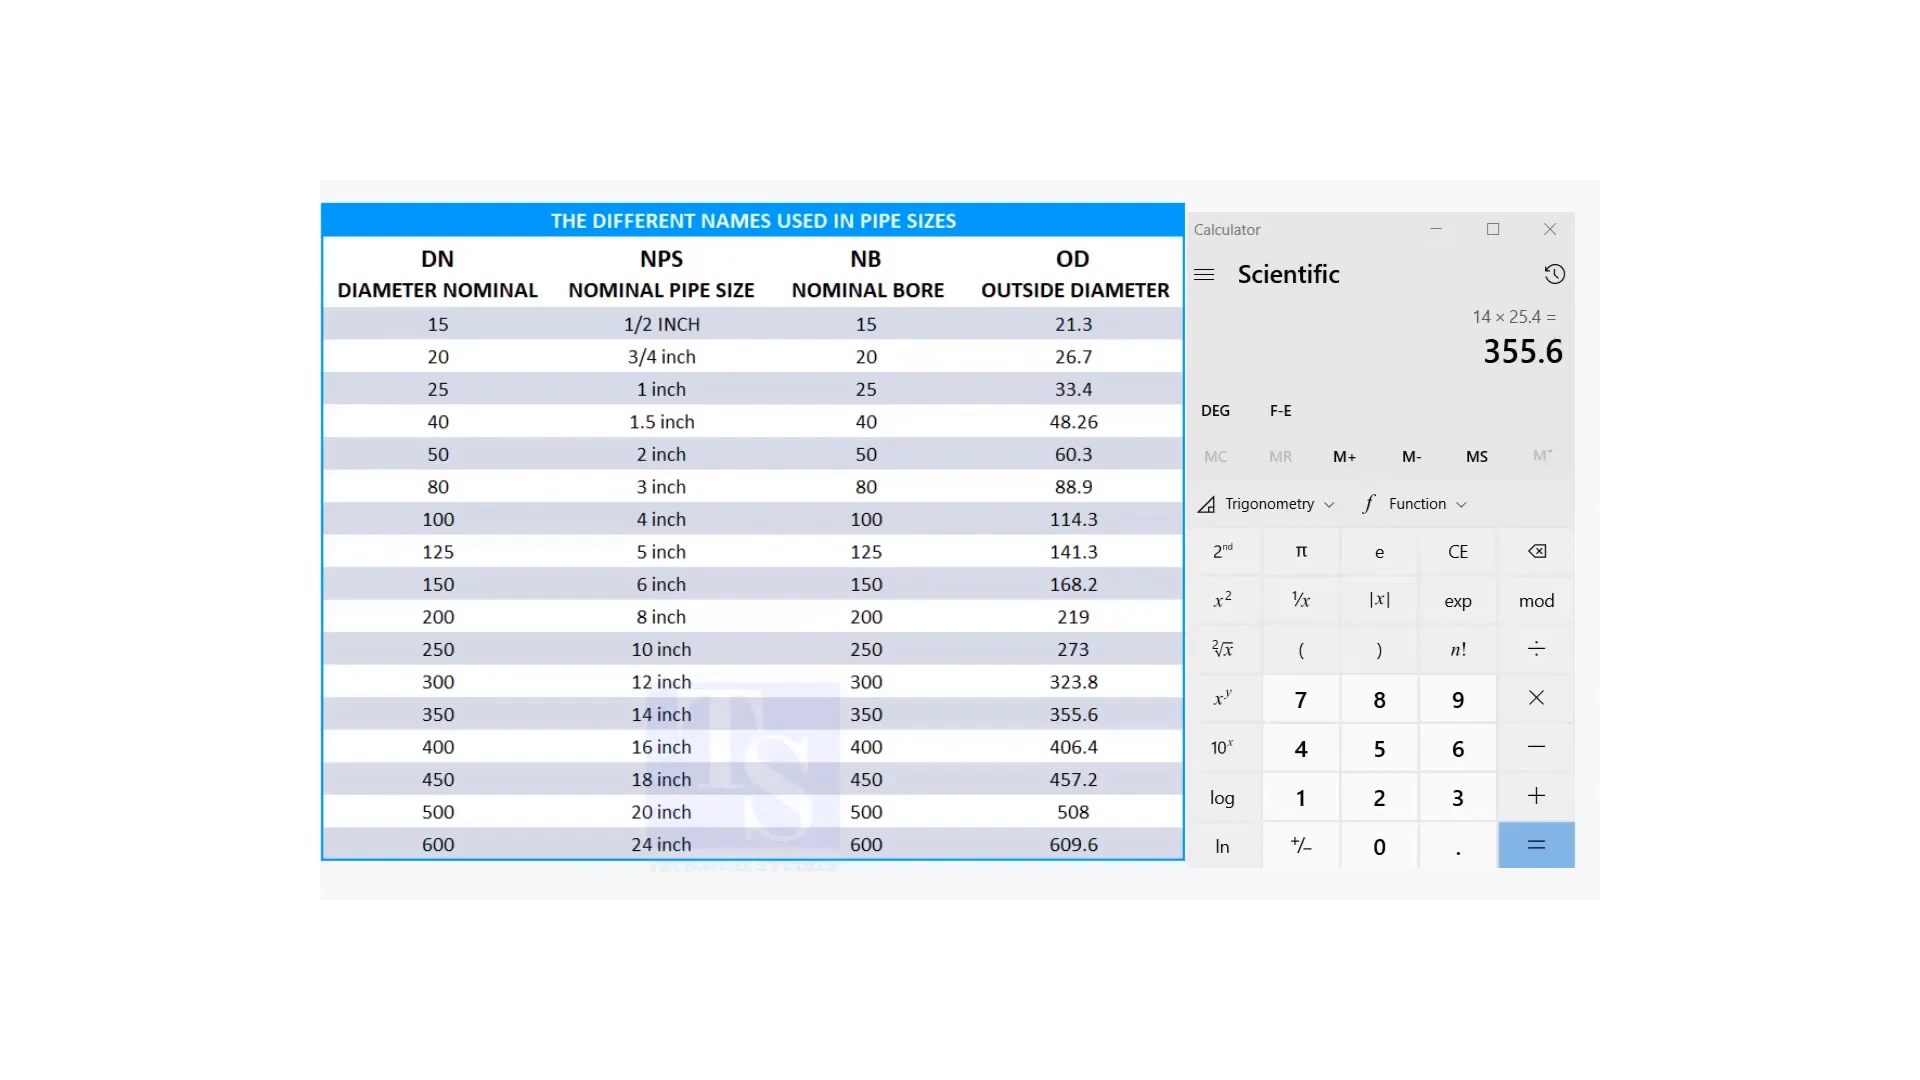 THE DIFFERENT NAMES USED IN PIPE SIZES
DN NPS NB OD
DIAMETER NOMINAL NOMINAL PIPE SIZE NOMINAL BORE OUTSIDE DIAMETER
15 1/2 INCH 15 21.3
20 3/4 inch 20 26.7
25 1 inch 25 33.4
40 1.5 inch 40 48.26
50 2 inch 50 60.3
80 3 inch 80 88.9
100 4 inch 100 114.3
125 5 inch 125 141.3
150 6 inch 150 168.2
200 8 inch 200 219
250 10 inch 250 273
300 12 inch 300 323.8
350 14 inch 350 355.6
400 16 inch 400 406.4
450 18 inch 450 457.2
500 20 inch 500 508
600 24 inch 600 609.6
TS
Calculator
Scientific
14 × 25.4 =
355.6
DEG F-E
MC MR M+ M- MS M˅
Trigonometry Function
2ⁿᵈ π e CE
x² ¹/x |x| exp mod
²√x ( ) n! ÷
xʸ 7 8 9 ×
10ˣ 4 5 6 −
log 1 2 3 +
ln +/− 0 . =